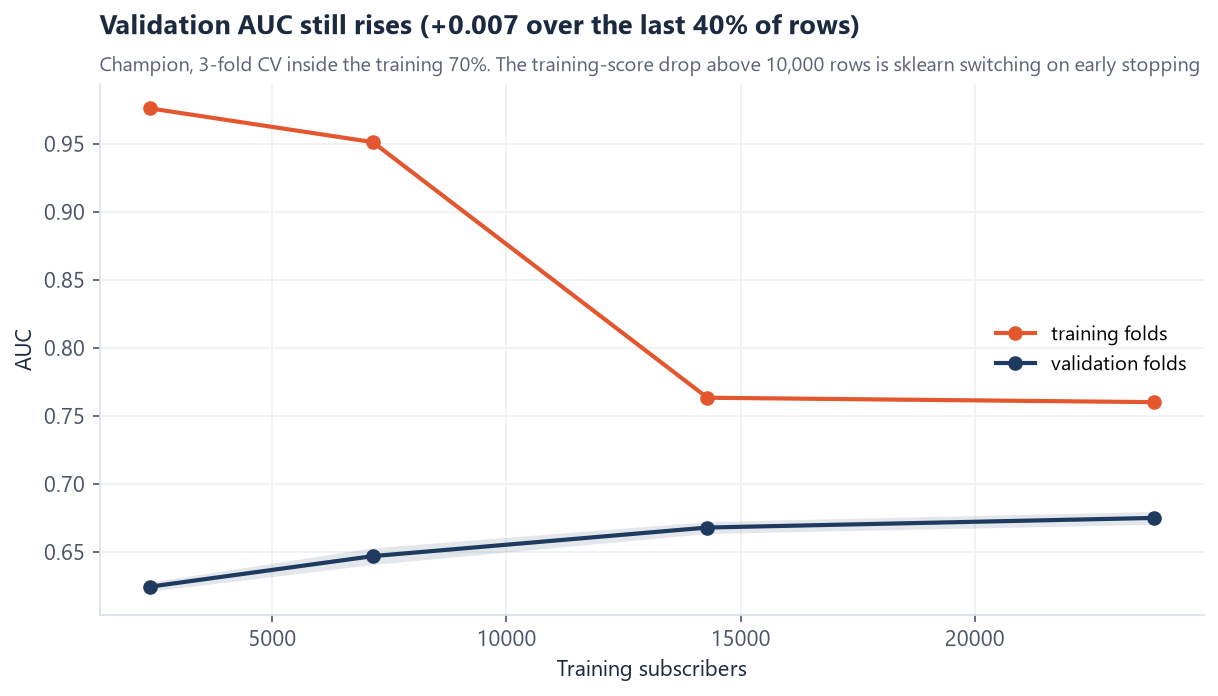 Validation AUC still rises (+0.007 over the last 40% of rows)
Champion, 3-fold CV inside the training 70%. The training-score drop above 10,000 rows is sklearn switching on early stopping
0.95
0.90
0.85
0.80
0.75
0.70
0.65
AUC
training folds
validation folds
5000 10000 15000 20000
Training subscribers